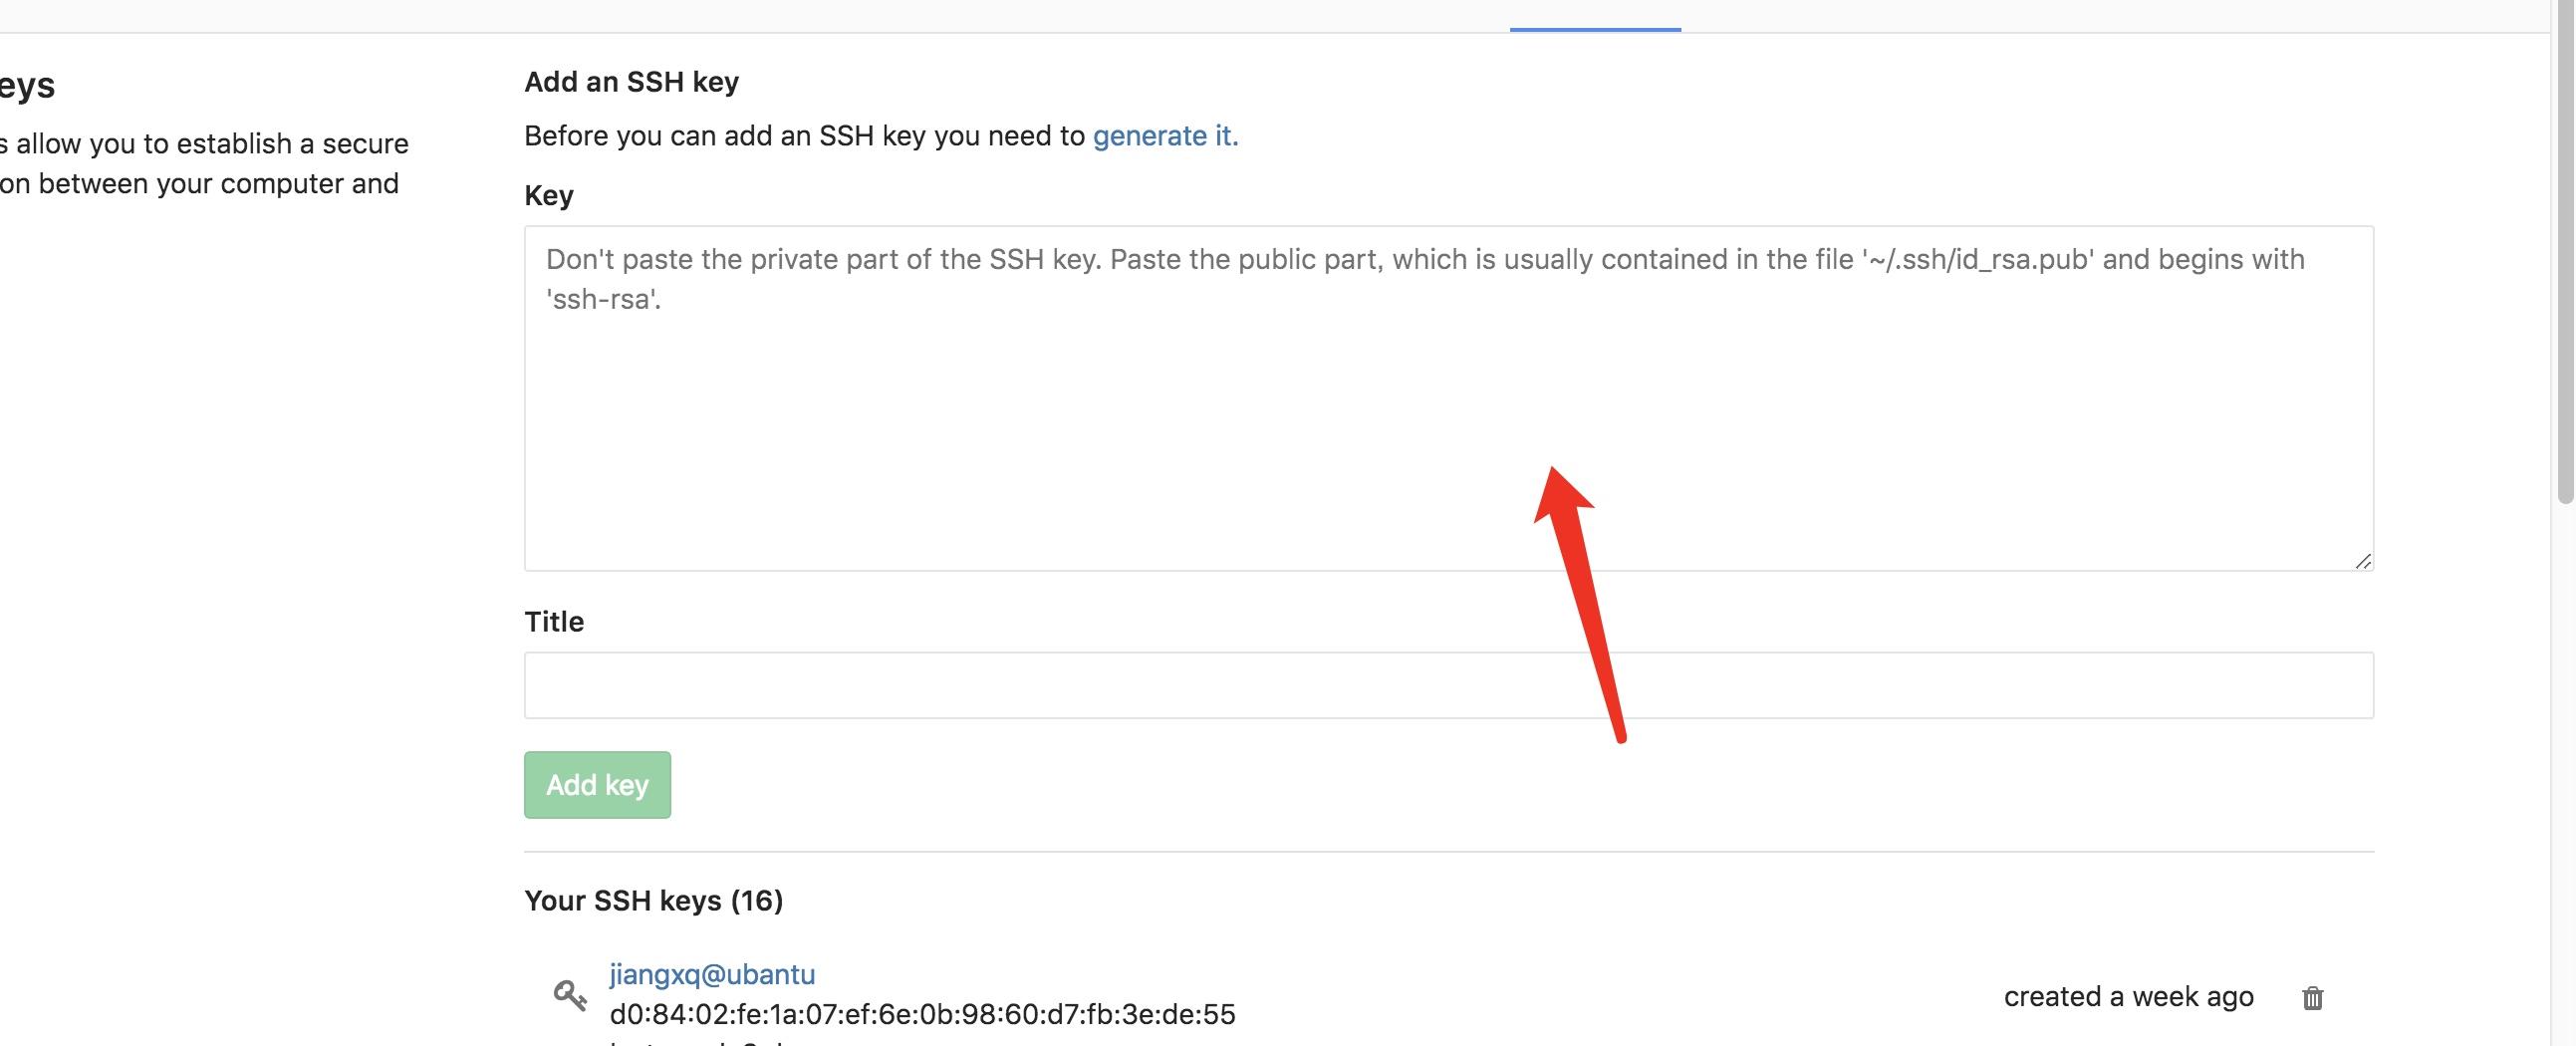 eys
s allow you to establish a secure
on between your computer and
Add an SSH key
Before you can add an SSH key you need to generate it.
Key
Don't paste the private part of the SSH key. Paste the public part, which is usually contained in the file '~/.ssh/id_rsa.pub' and begins with
'ssh-rsa'.
Title
Add key
Your SSH keys (16)
jiangxq@ubantu
d0:84:02:fe:1a:07:ef:6e:0b:98:60:d7:fb:3e:de:55
created a week ago